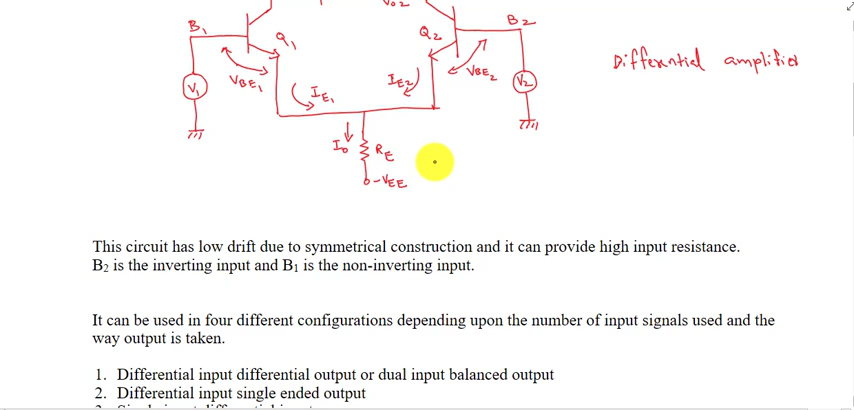 Vo2
B1
Q1
Q2
B2
Differential amplifier
V1
VBE1
IE1
IE2
VBE2
V2
Io
RE
-VEE
This circuit has low drift due to symmetrical construction and it can provide high input resistance.
B2 is the inverting input and B1 is the non-inverting input.
It can be used in four different configurations depending upon the number of input signals used and the
way output is taken.
1. Differential input differential output or dual input balanced output
2. Differential input single ended output